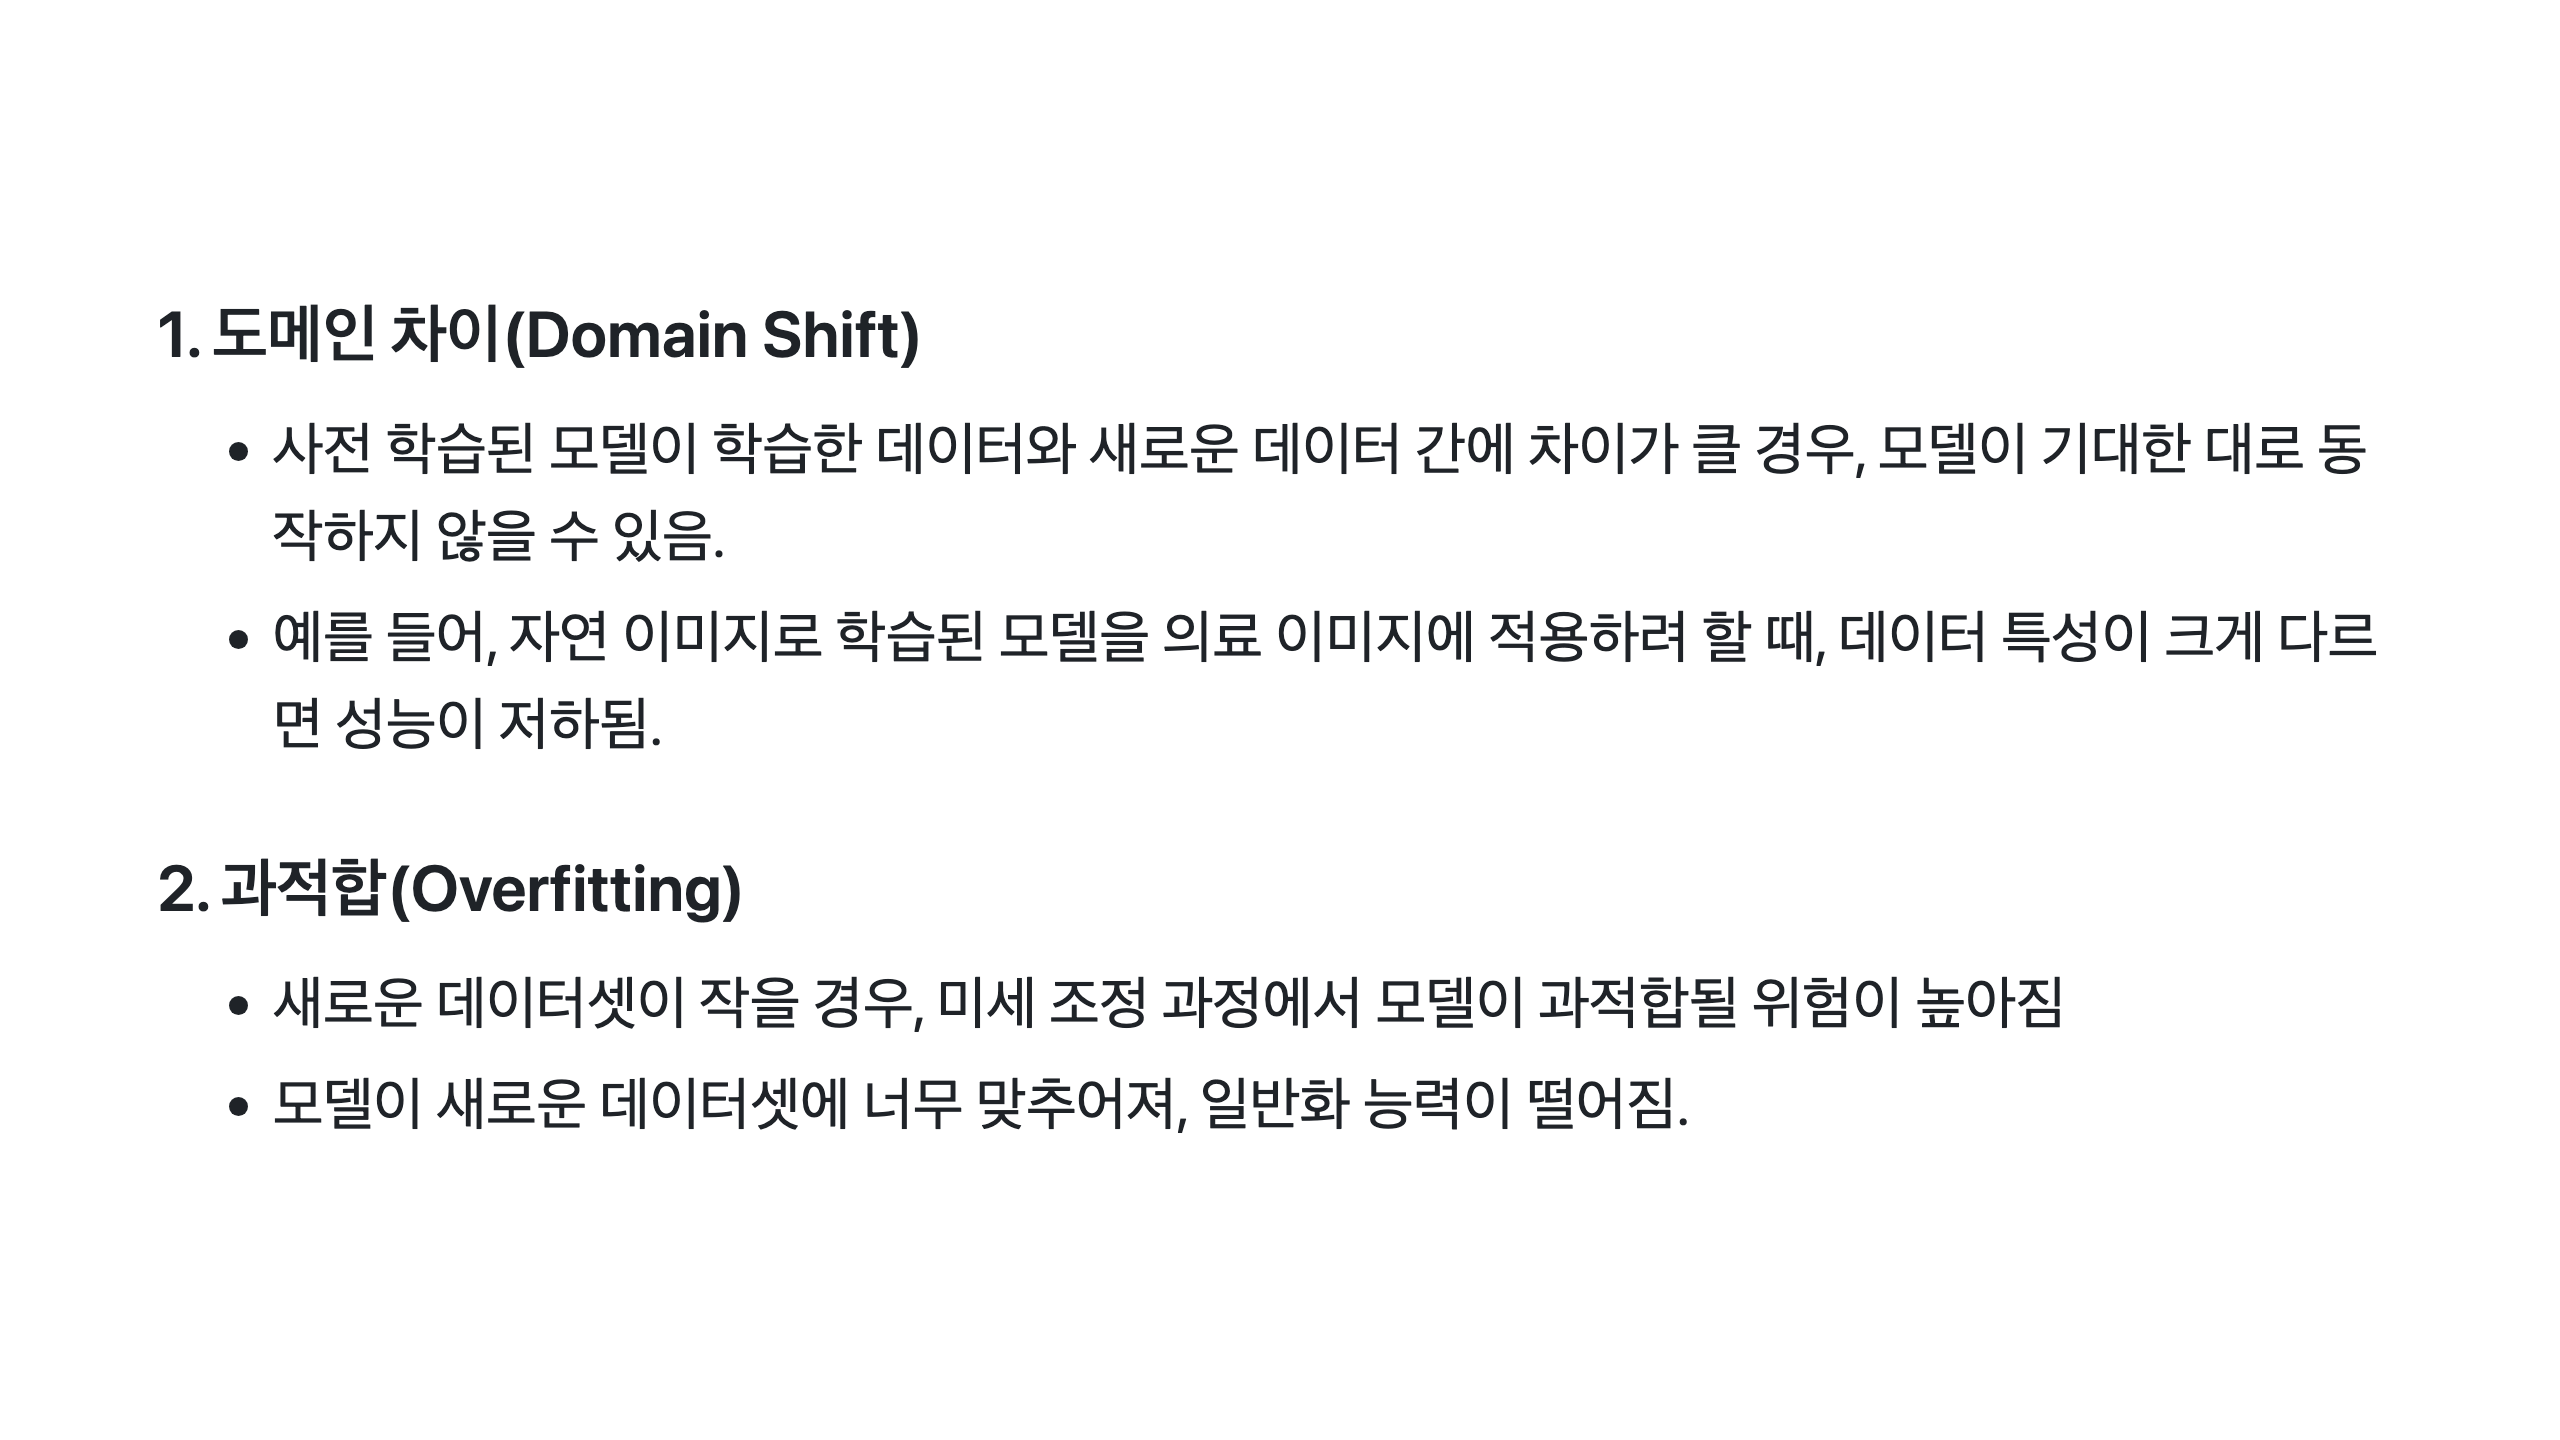 1. 도메인 차이(Domain Shift)
• 사전 학습된 모델이 학습한 데이터와 새로운 데이터 간에 차이가 클 경우, 모델이 기대한 대로 동
작하지 않을 수 있음.
• 예를 들어, 자연 이미지로 학습된 모델을 의료 이미지에 적용하려 할 때, 데이터 특성이 크게 다르
면 성능이 저하됨.
2. 과적합(Overfitting)
• 새로운 데이터셋이 작을 경우, 미세 조정 과정에서 모델이 과적합될 위험이 높아짐
• 모델이 새로운 데이터셋에 너무 맞추어져, 일반화 능력이 떨어짐.